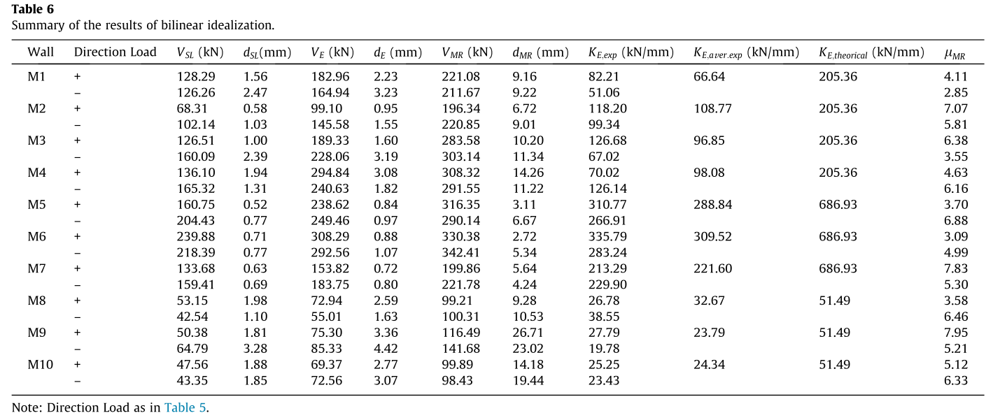 Table 6
Summary of the results of bilinear idealization.
Wall Direction Load V_SL (kN) d_SL(mm) V_E (kN) d_E (mm) V_MR (kN) d_MR (mm) K_E,exp (kN/mm) K_E,aver.exp (kN/mm) K_E,theorical (kN/mm) μ_MR
M1 + 128.29 1.56 182.96 2.23 221.08 9.16 82.21 66.64 205.36 4.11
– 126.26 2.47 164.94 3.23 211.67 9.22 51.06 2.85
M2 + 68.31 0.58 99.10 0.95 196.34 6.72 118.20 108.77 205.36 7.07
– 102.14 1.03 145.58 1.55 220.85 9.01 99.34 5.81
M3 + 126.51 1.00 189.33 1.60 283.58 10.20 126.68 96.85 205.36 6.38
– 160.09 2.39 228.06 3.19 303.14 11.34 67.02 3.55
M4 + 136.10 1.94 294.84 3.08 308.32 14.26 70.02 98.08 205.36 4.63
– 165.32 1.31 240.63 1.82 291.55 11.22 126.14 6.16
M5 + 160.75 0.52 238.62 0.84 316.35 3.11 310.77 288.84 686.93 3.70
– 204.43 0.77 249.46 0.97 290.14 6.67 266.91 6.88
M6 + 239.88 0.71 308.29 0.88 330.38 2.72 335.79 309.52 686.93 3.09
– 218.39 0.77 292.56 1.07 342.41 5.34 283.24 4.99
M7 + 133.68 0.63 153.82 0.72 199.86 5.64 213.29 221.60 686.93 7.83
– 159.41 0.69 183.75 0.80 221.78 4.24 229.90 5.30
M8 + 53.15 1.98 72.94 2.59 99.21 9.28 26.78 32.67 51.49 3.58
– 42.54 1.10 55.01 1.63 100.31 10.53 38.55 6.46
M9 + 50.38 1.81 75.30 3.36 116.49 26.71 27.79 23.79 51.49 7.95
– 64.79 3.28 85.33 4.42 141.68 23.02 19.78 5.21
M10 + 47.56 1.88 69.37 2.77 99.89 14.18 25.25 24.34 51.49 5.12
– 43.35 1.85 72.56 3.07 98.43 19.44 23.43 6.33
Note: Direction Load as in Table 5.